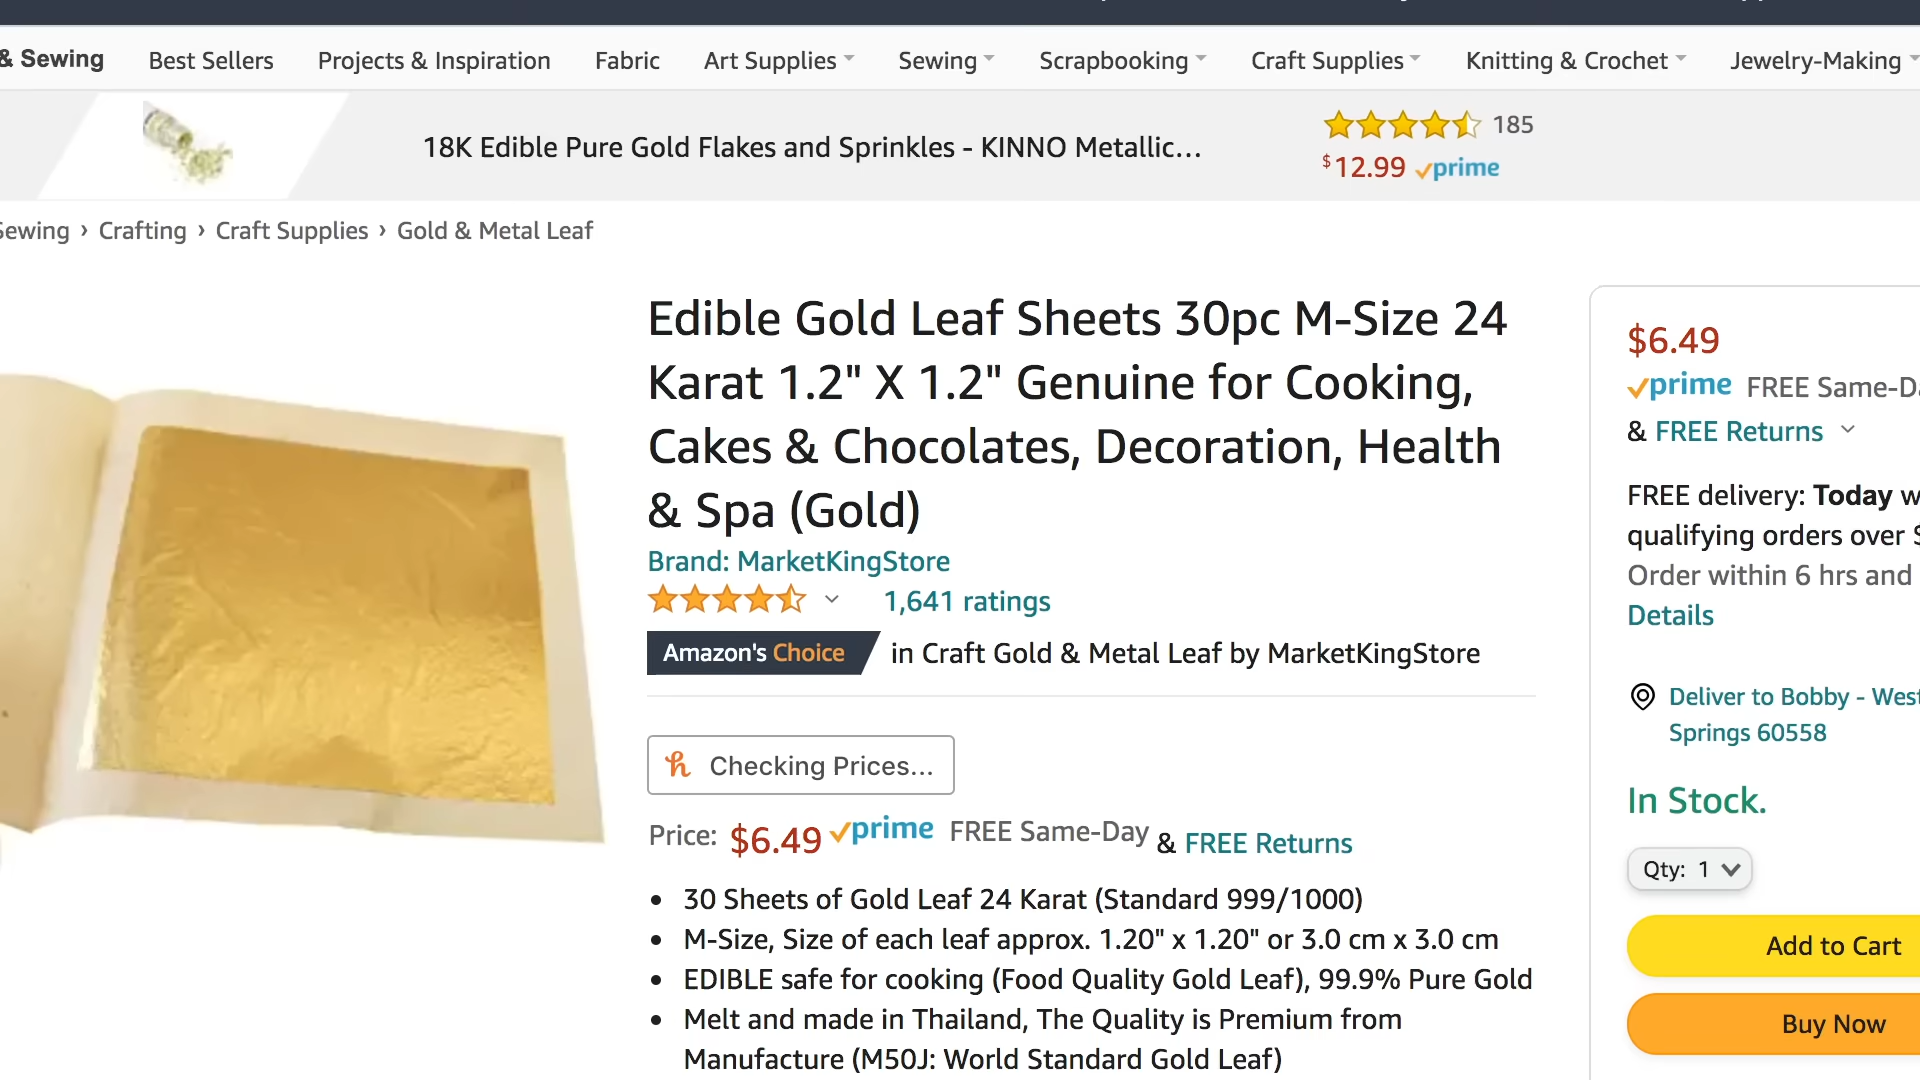 & Sewing Best Sellers Projects & Inspiration Fabric Art Supplies Sewing Scrapbooking Craft Supplies Knitting & Crochet Jewelry-Making
18K Edible Pure Gold Flakes and Sprinkles - KINNO Metallic...
185
$12.99 prime
Sewing › Crafting › Craft Supplies › Gold & Metal Leaf
Edible Gold Leaf Sheets 30pc M-Size 24
Karat 1.2" X 1.2" Genuine for Cooking,
Cakes & Chocolates, Decoration, Health
& Spa (Gold)
Brand: MarketKingStore
1,641 ratings
Amazon's Choice in Craft Gold & Metal Leaf by MarketKingStore
Checking Prices...
Price: $6.49 prime FREE Same-Day & FREE Returns
• 30 Sheets of Gold Leaf 24 Karat (Standard 999/1000)
• M-Size, Size of each leaf approx. 1.20" x 1.20" or 3.0 cm x 3.0 cm
• EDIBLE safe for cooking (Food Quality Gold Leaf), 99.9% Pure Gold
• Melt and made in Thailand, The Quality is Premium from
Manufacture (M50J: World Standard Gold Leaf)
$6.49
prime FREE Same-Da
& FREE Returns
FREE delivery: Today w
qualifying orders over
Order within 6 hrs and
Details
Deliver to Bobby - West
Springs 60558
In Stock.
Qty: 1
Add to Cart
Buy Now